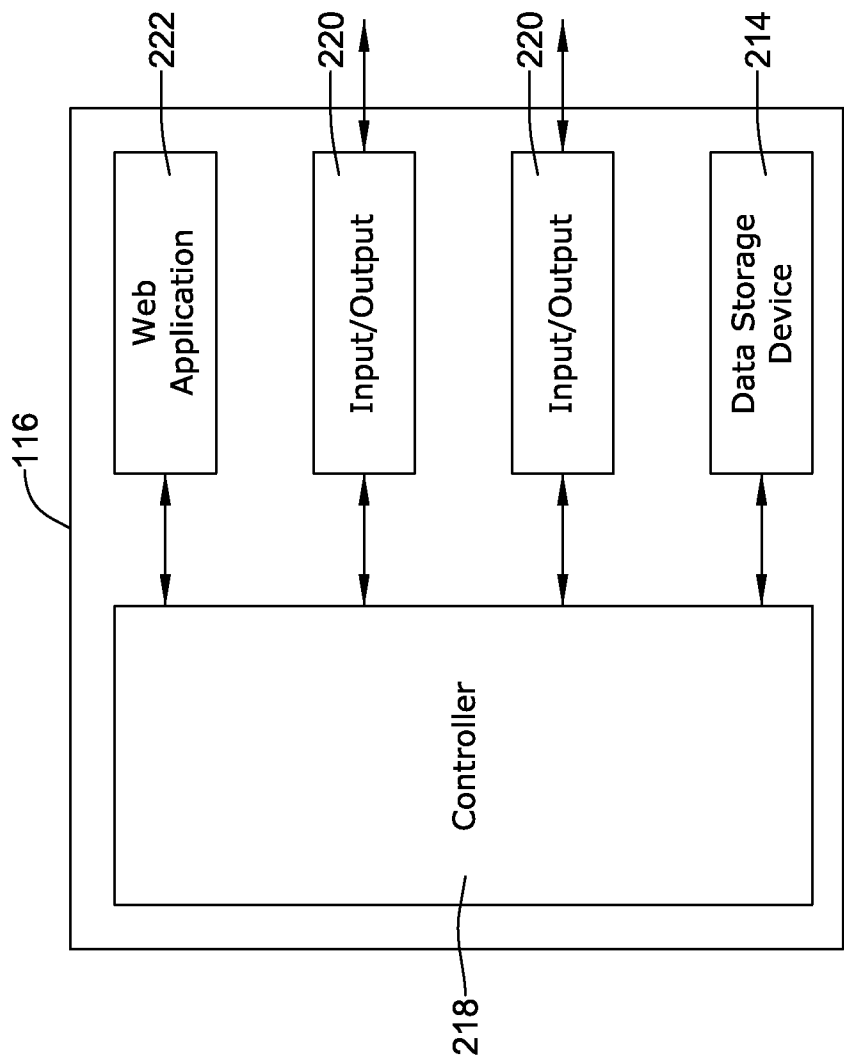 116
Web
Application
222
Input/Output
220
Input/Output
220
Data Storage
Device
214
Controller
218